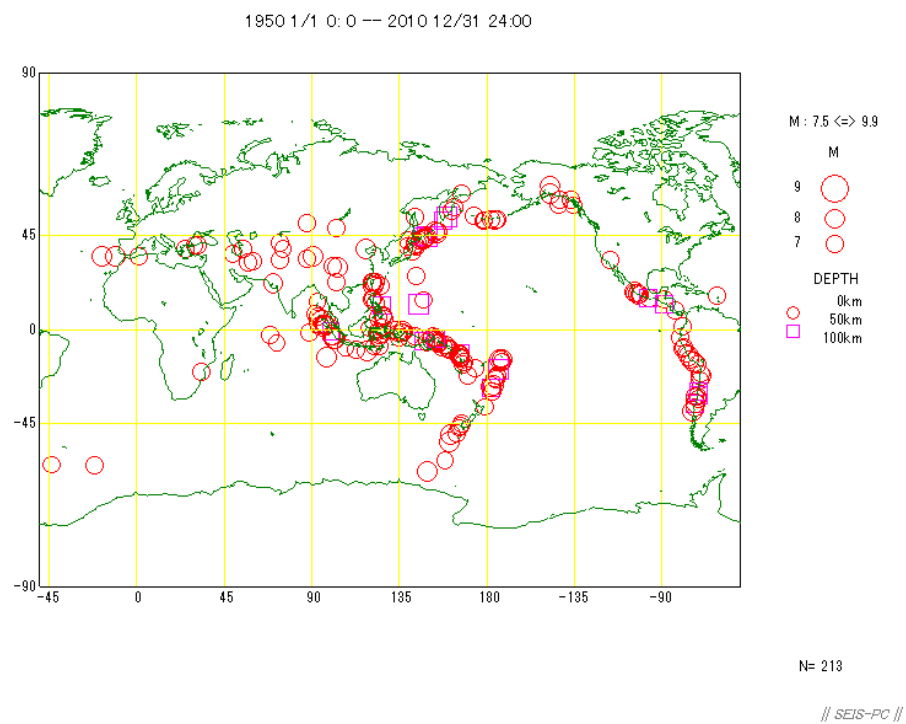 1950 1/1 0: 0 -- 2010 12/31 24:00
90
45
0
-45
-90
-45 0 45 90 135 180 -135 -90
M : 7.5 <=> 9.9
M
9
8
7
DEPTH
0km
50km
100km
N= 213
// SEIS-PC //